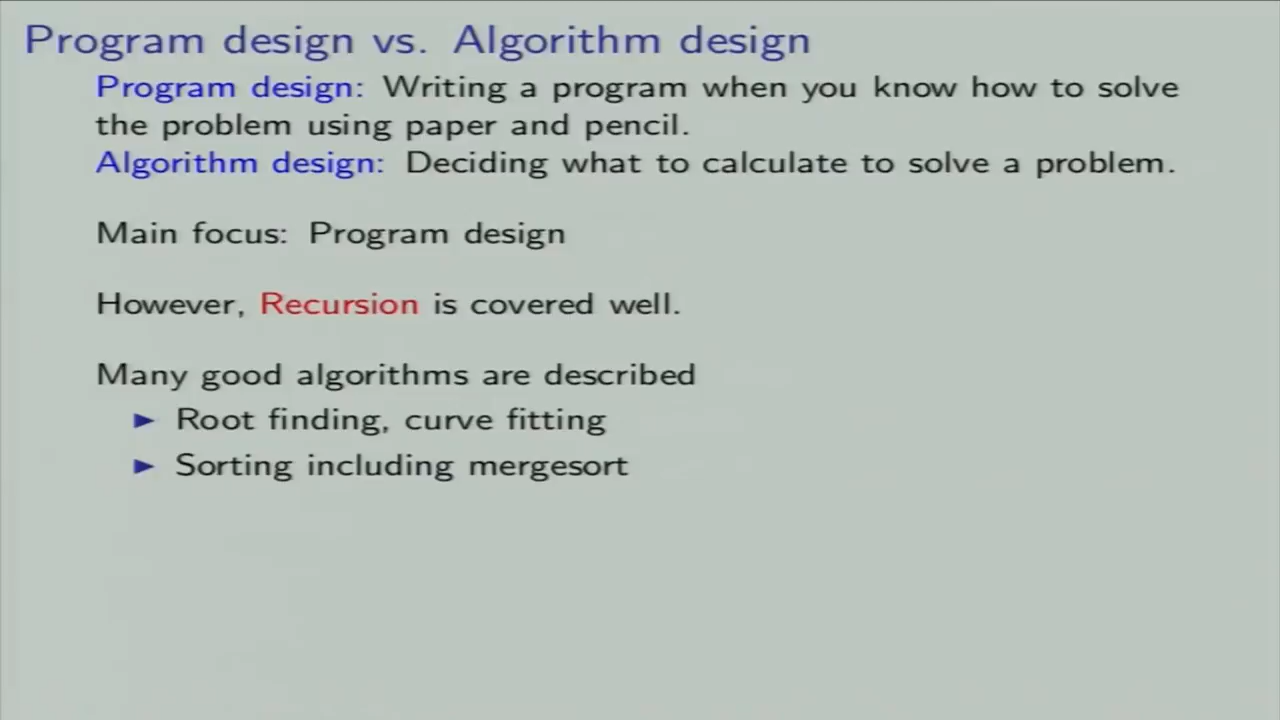 Program design vs. Algorithm design
Program design: Writing a program when you know how to solve
the problem using paper and pencil.
Algorithm design: Deciding what to calculate to solve a problem.
Main focus: Program design
However, Recursion is covered well.
Many good algorithms are described
► Root finding, curve fitting
► Sorting including mergesort